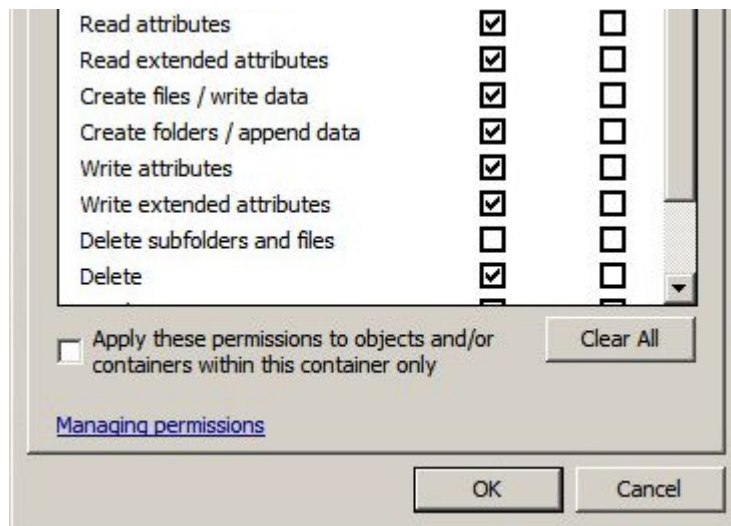 Read attributes
Read extended attributes
Create files / write data
Create folders / append data
Write attributes
Write extended attributes
Delete subfolders and files
Delete
Apply these permissions to objects and/or
containers within this container only
Clear All
Managing permissions
OK
Cancel